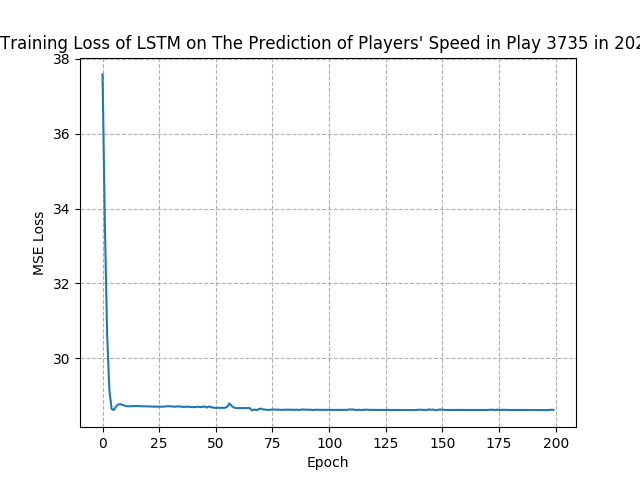 Training Loss of LSTM on The Prediction of Players' Speed in Play 3735 in 202
38
36
34
32
30
MSE Loss
0 25 50 75 100 125 150 175 200
Epoch